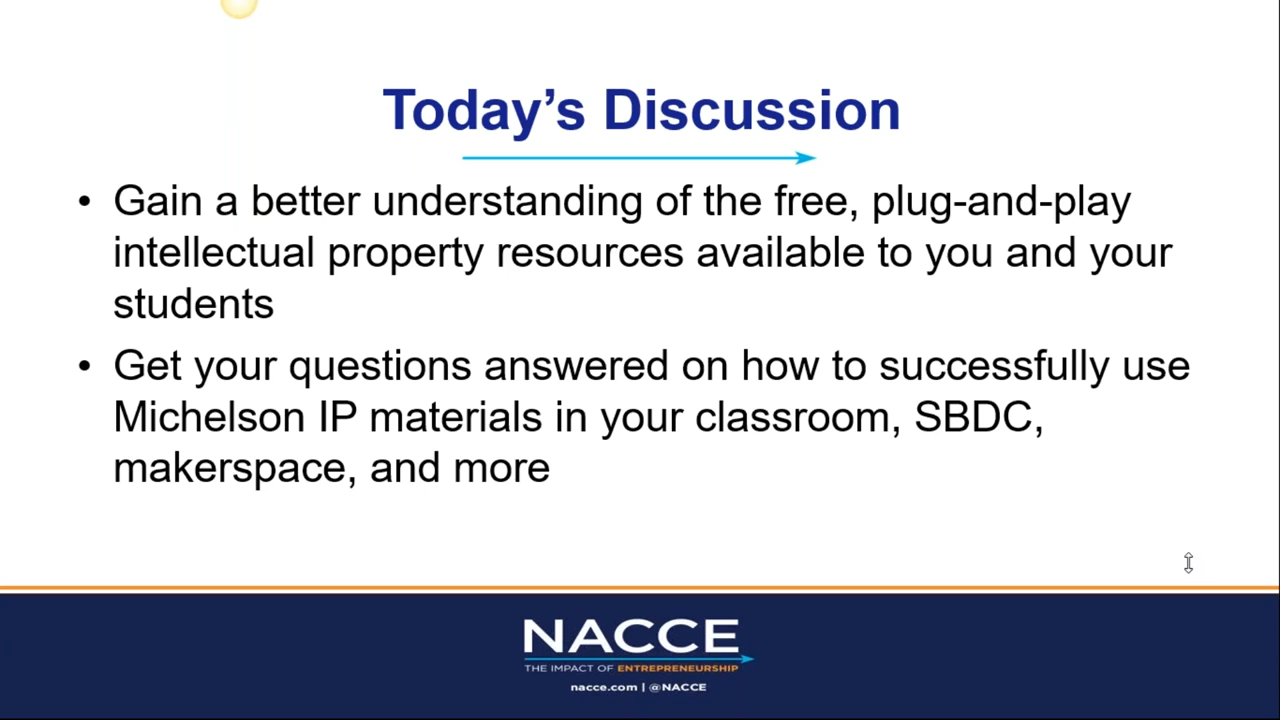 Today’s Discussion
• Gain a better understanding of the free, plug-and-play
intellectual property resources available to you and your
students
• Get your questions answered on how to successfully use
Michelson IP materials in your classroom, SBDC,
makerspace, and more
NACCE
THE IMPACT OF ENTREPRENEURSHIP
nacce.com | @NACCE